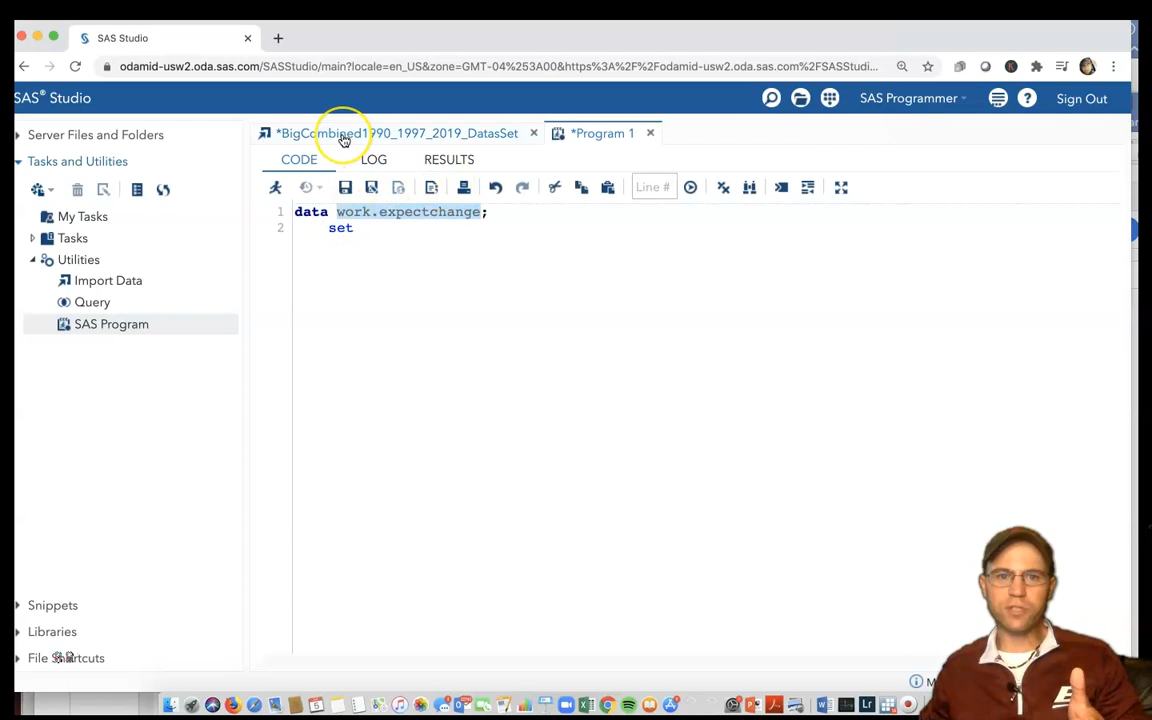 SAS Studio
odamid-usw2.oda.sas.com/SASStudio/main?locale=en_US&zone=GMT-04%253A00&https%3A%2F%2Fodamid-usw2.oda.sas.com%2FSASStudi...
SAS® Studio
SAS Programmer
Sign Out
Server Files and Folders
*BigCombined1990_1997_2019_DatasSet
*Program 1
Tasks and Utilities
CODE
LOG
RESULTS
Line #
My Tasks
1 data work.expectchange;
2 set
Tasks
Utilities
Import Data
Query
SAS Program
Snippets
Libraries
File Shortcuts